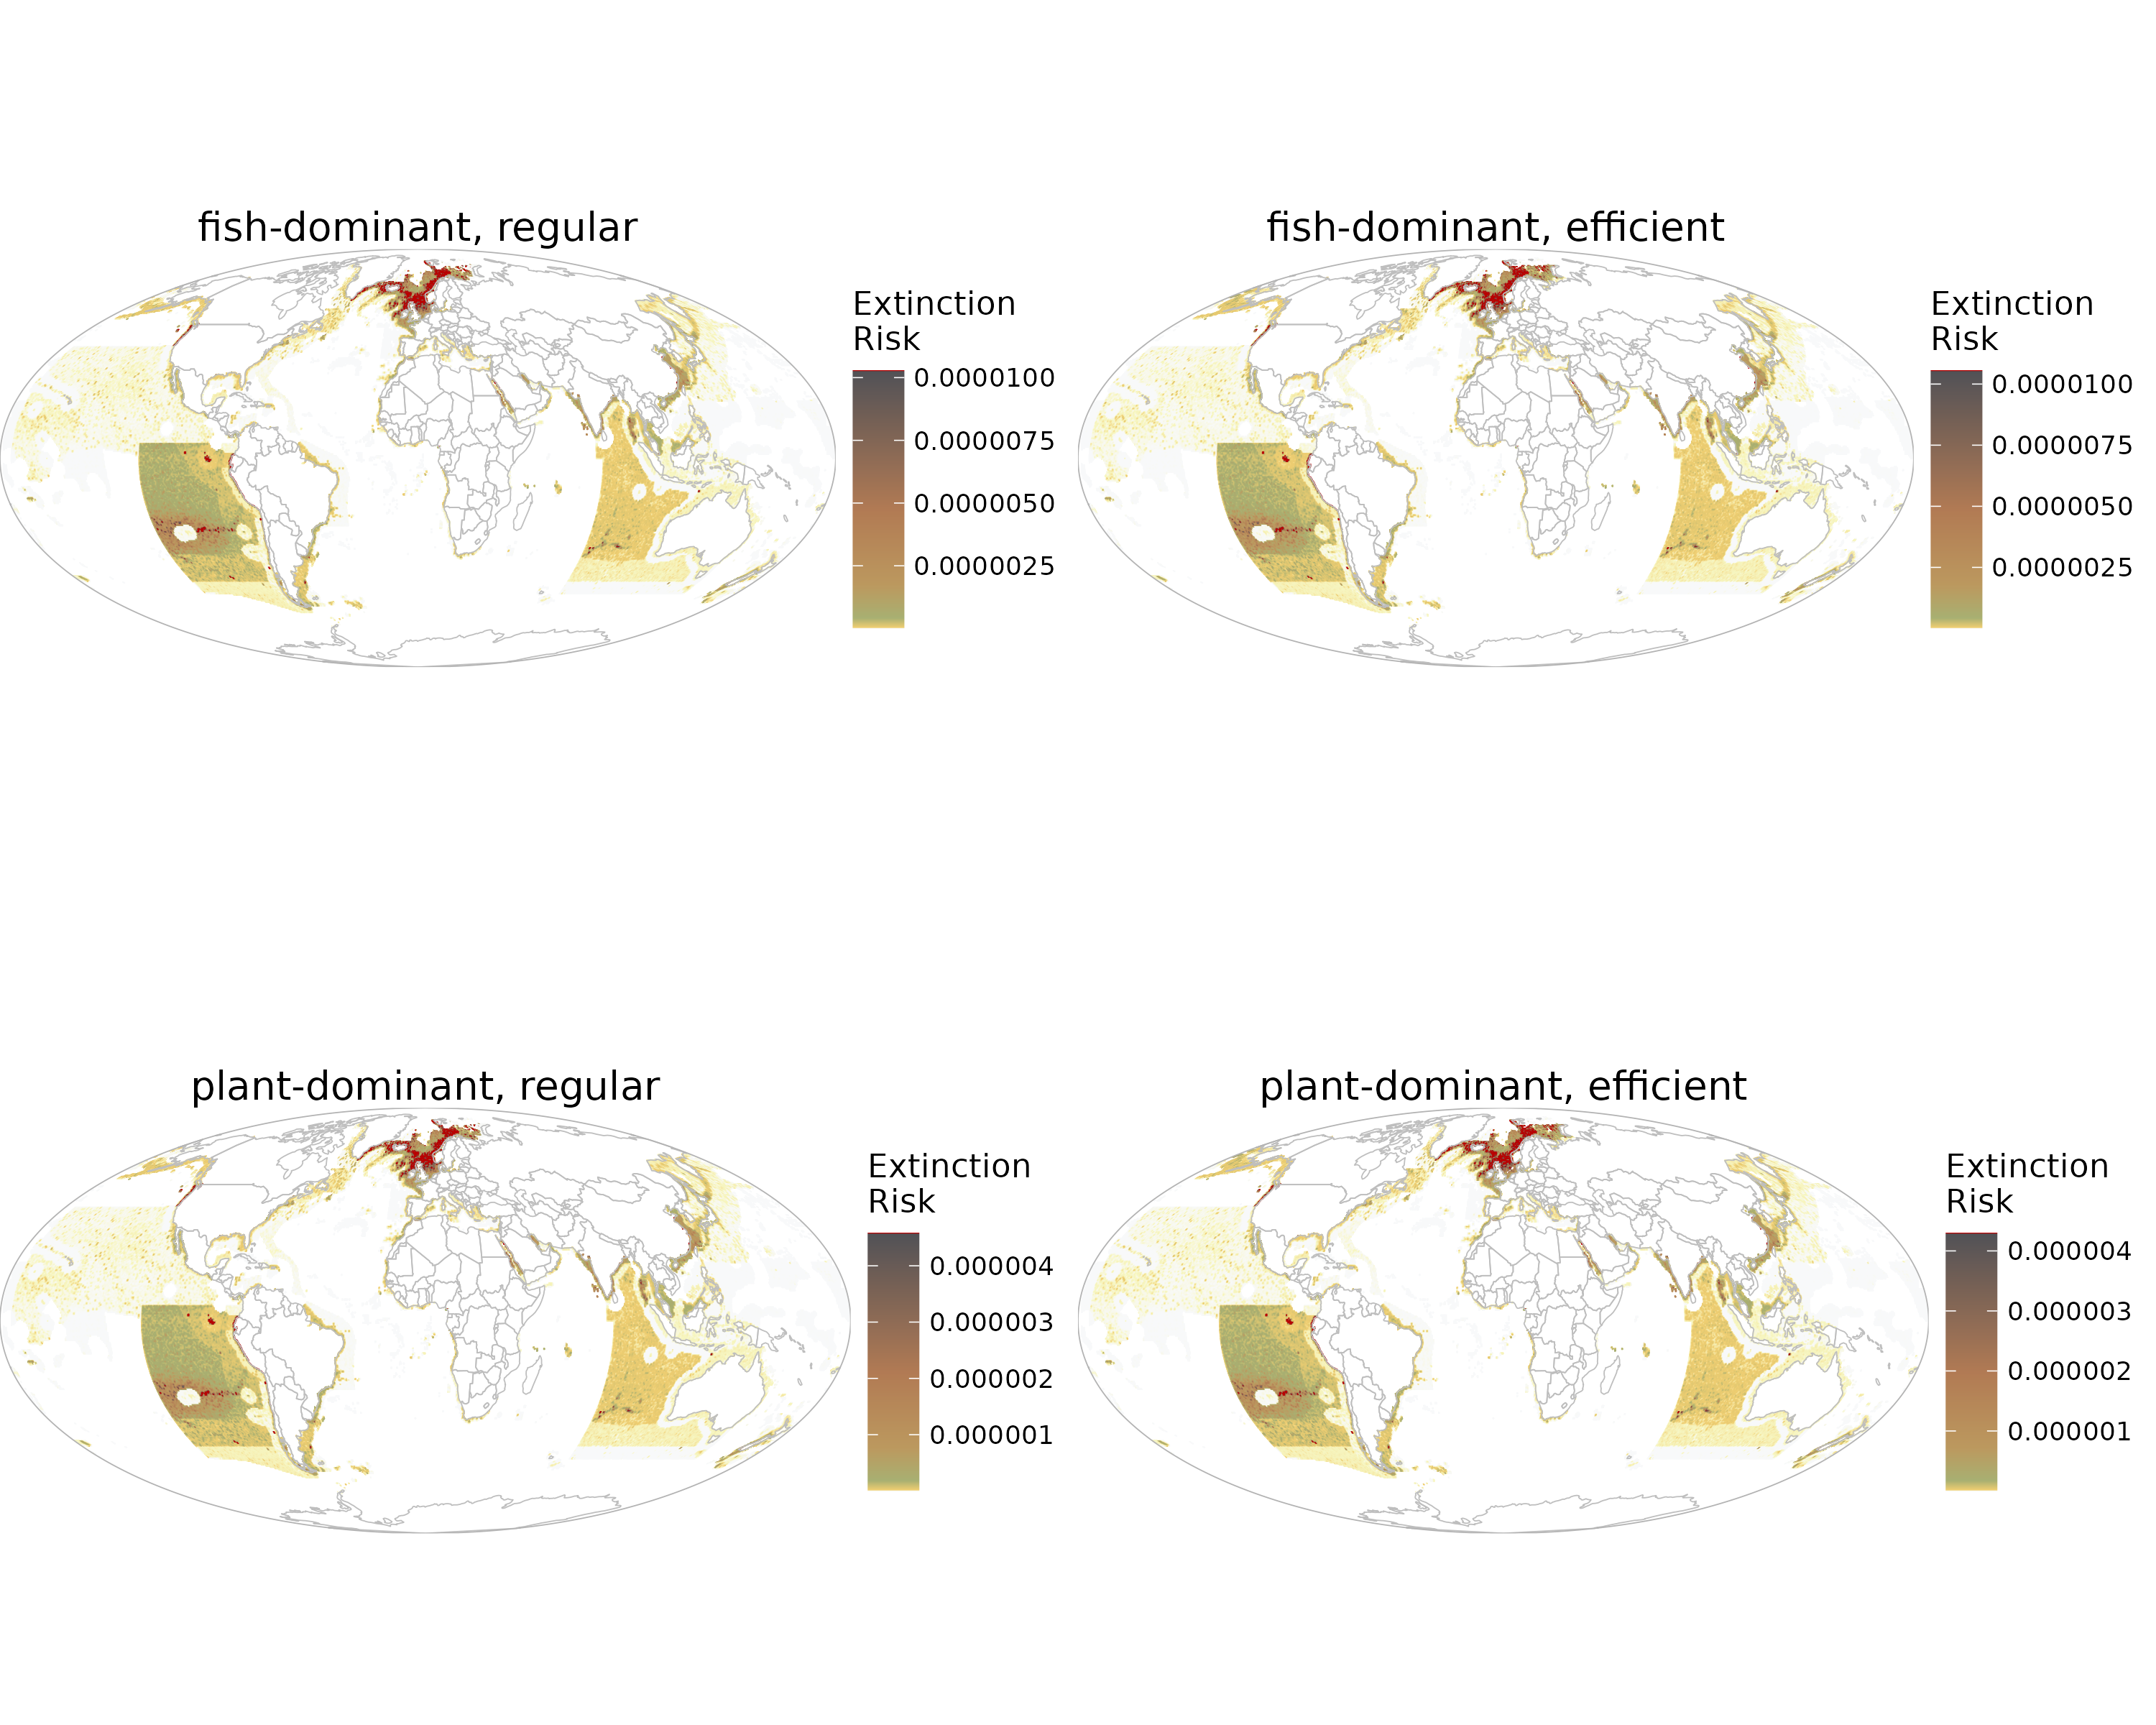 fish-dominant, regular
Extinction
Risk
0.0000100
0.0000075
0.0000050
0.0000025
fish-dominant, efficient
Extinction
Risk
0.0000100
0.0000075
0.0000050
0.0000025
plant-dominant, regular
Extinction
Risk
0.000004
0.000003
0.000002
0.000001
plant-dominant, efficient
Extinction
Risk
0.000004
0.000003
0.000002
0.000001